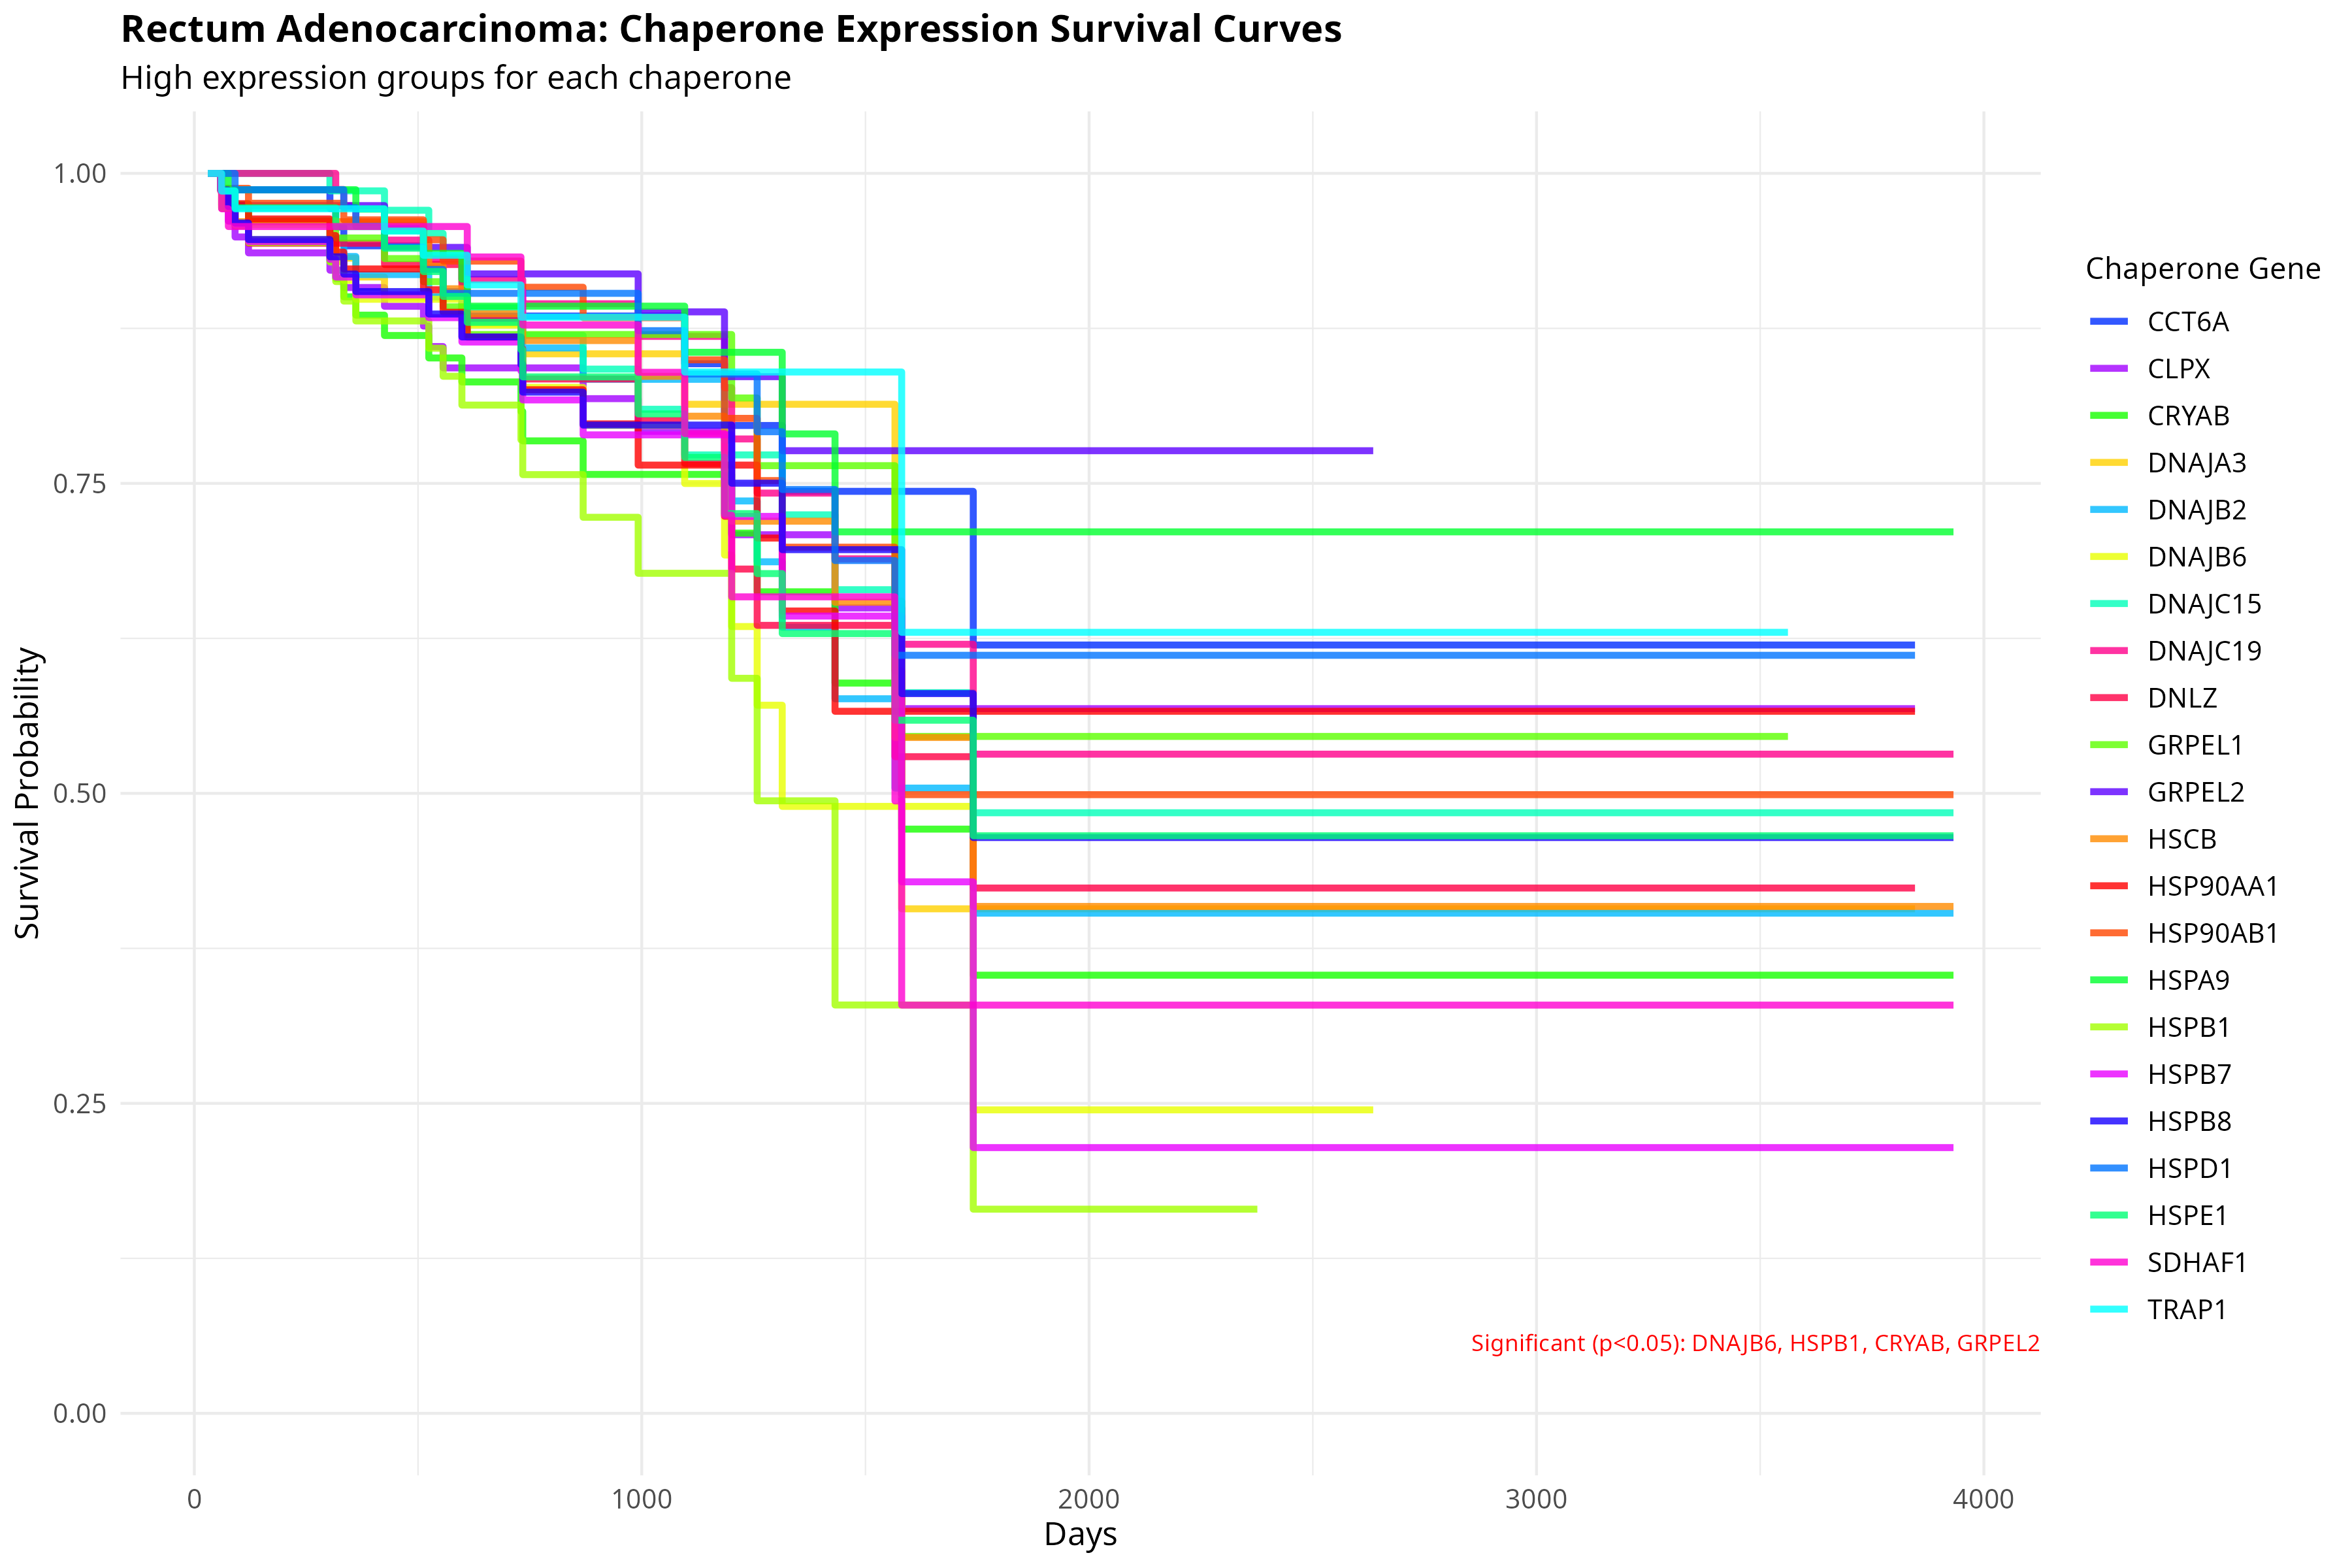 Rectum Adenocarcinoma: Chaperone Expression Survival Curves
High expression groups for each chaperone
Survival Probability
1.00
0.75
0.50
0.25
0.00
0
1000
2000
3000
4000
Days
Chaperone Gene
CCT6A
CLPX
CRYAB
DNAJA3
DNAJB2
DNAJB6
DNAJC15
DNAJC19
DNLZ
GRPEL1
GRPEL2
HSCB
HSP90AA1
HSP90AB1
HSPA9
HSPB1
HSPB7
HSPB8
HSPD1
HSPE1
SDHAF1
TRAP1
Significant (p<0.05): DNAJB6, HSPB1, CRYAB, GRPEL2